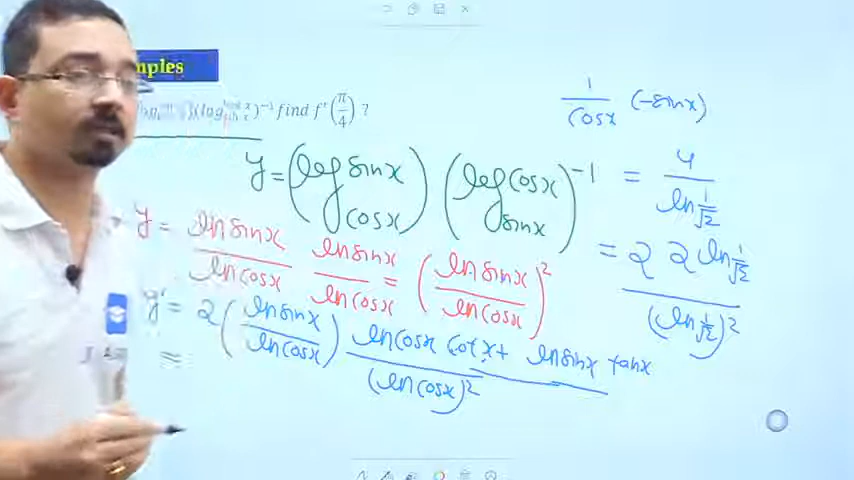 mples
find f' (π/4) ?
1/cosx (-sinx)
y = (log sinx cosx) (log cosx sinx)^-1 = 4/ln 1/√2
y = ln sinx/ln cosx ln sinx/ln cosx = (ln sinx/ln cosx)^2
= 2 2 ln 1/√2/(ln 1/√2)^2
y' = 2 (ln sinx/ln cosx) ln cosx cotx + ln sinx tanx/(ln cosx)^2